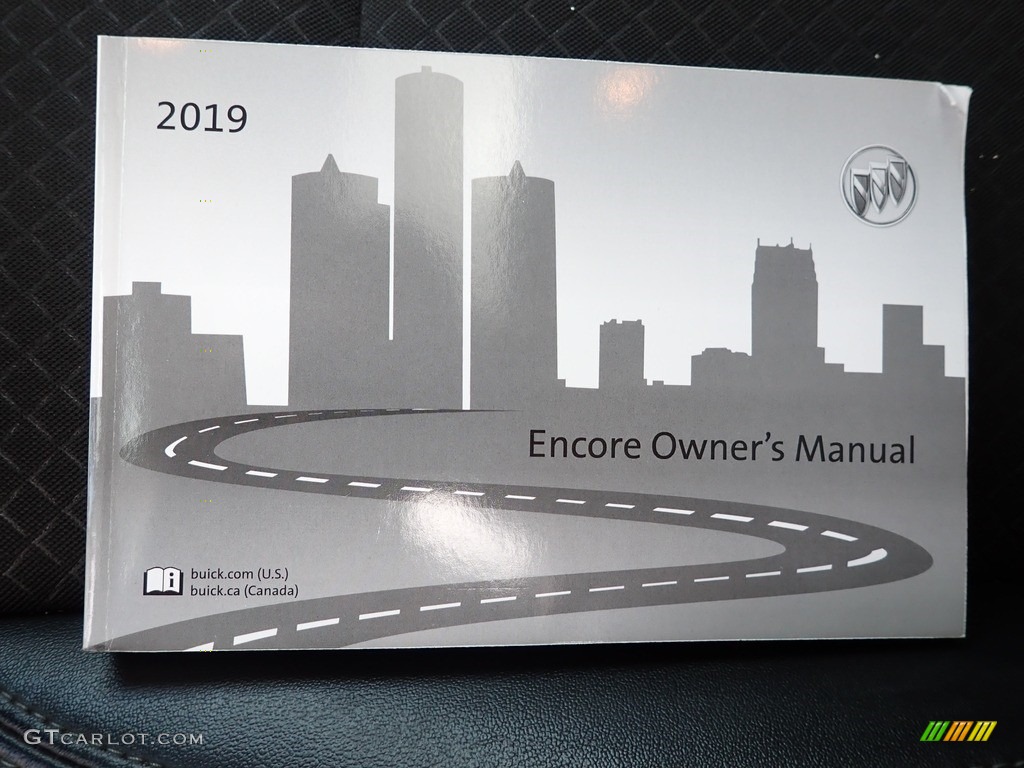 2019
Encore Owner's Manual
buick.com (U.S.)
buick.ca (Canada)
GTCARLOT.COM